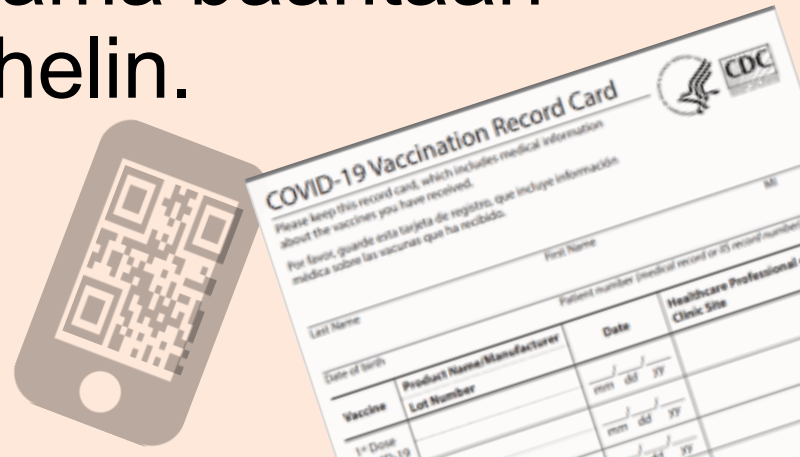 helin.
CDC
COVID-19 Vaccination Record Card
Please keep this record card, which includes medical information
about the vaccines you have received.
Por favor, guarde esta tarjeta de registro, que incluye información
médica sobre las vacunas que ha recibido.
Last Name
First Name
MI
Date of birth
Patient number (medical record or IIS record number)
Vaccine
Product Name/Manufacturer
Lot Number
Date
Healthcare Professional
Clinic Site
1st Dose
mm dd yy
mm dd yy